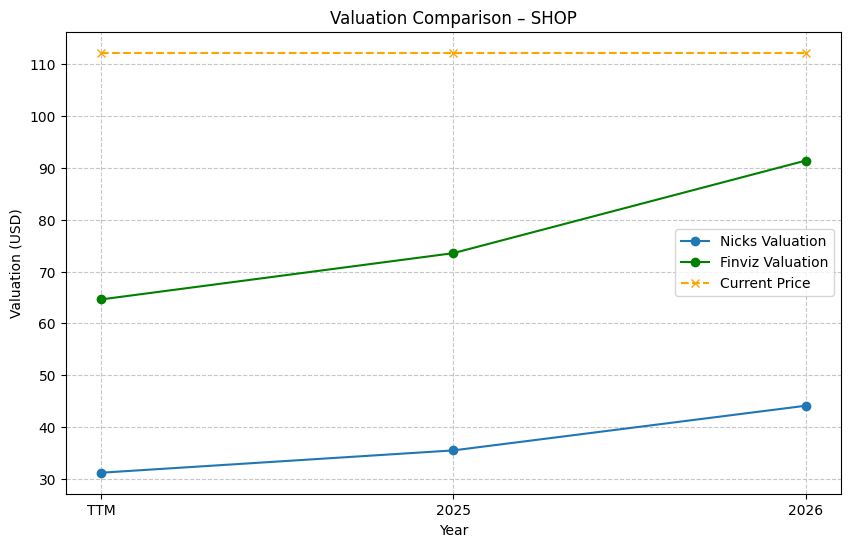 Valuation Comparison – SHOP
Valuation (USD)
110
100
90
80
70
60
50
40
30
Nicks Valuation
Finviz Valuation
Current Price
TTM
2025
2026
Year